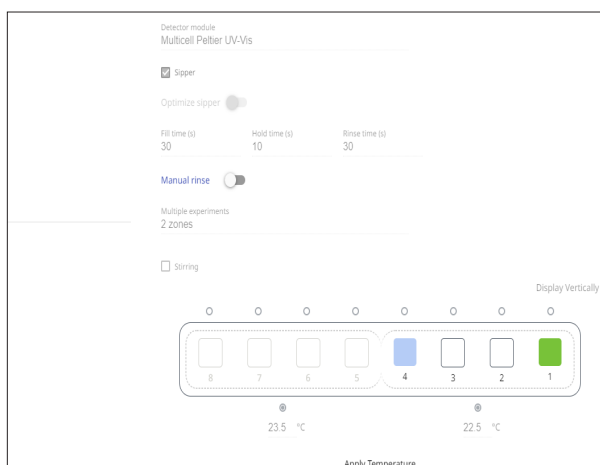 Detector module
Multicell Peltier UV-Vis
Sipper
Optimize sipper
Fill time (s) Hold time (s) Rinse time (s)
30 10 30
Manual rinse
Multiple experiments
2 zones
Stirring
Display Vertically
8 7 6 5 4 3 2 1
23.5 °C 22.5 °C
Apply Temperature